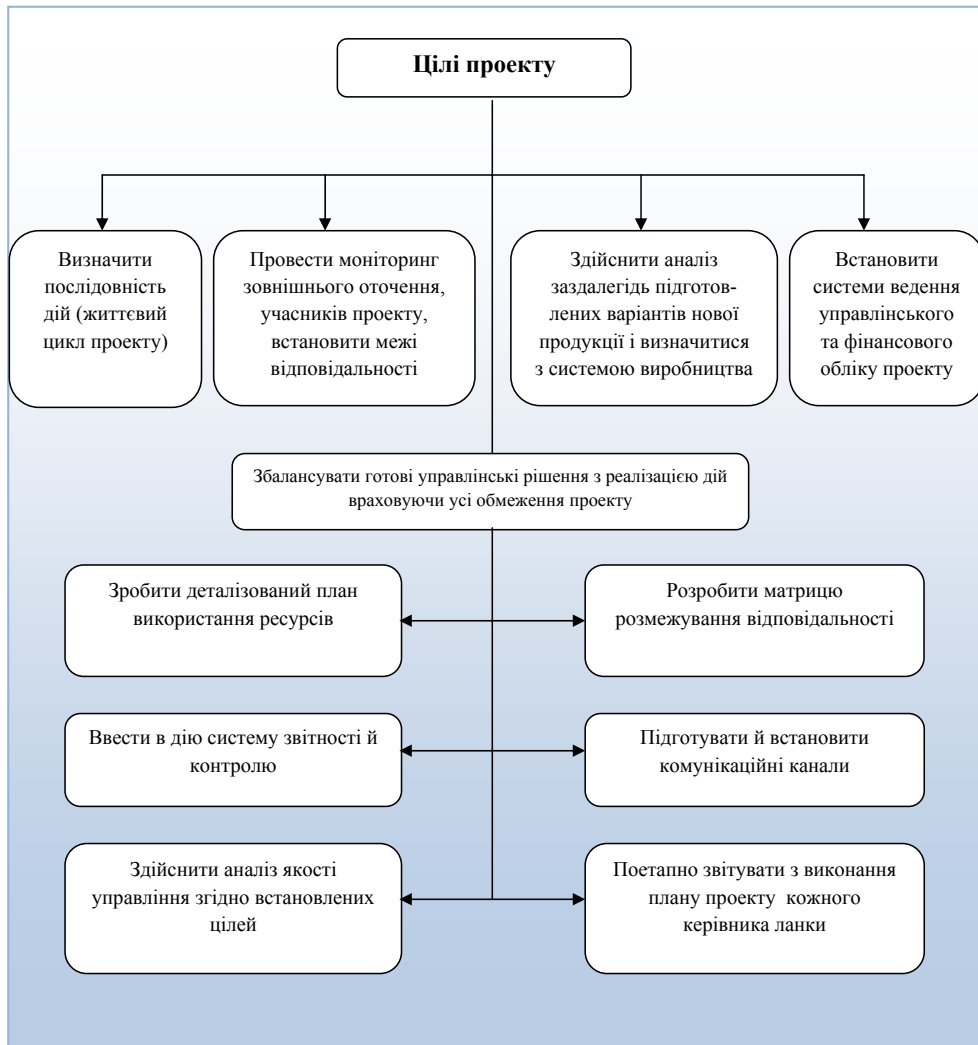 Цілі проекту
Визначити
послідовність
дій (життєвий
цикл проекту)
Провести моніторинг
зовнішнього оточення,
учасників проекту,
встановити межі
відповідальності
Здійснити аналіз
заздалегідь підготов-
лених варіантів нової
продукції і визначитися
з системою виробництва
Встановити
системи ведення
управлінського
та фінансового
обліку проекту
Збалансувати готові управлінські рішення з реалізацією дій
враховуючи усі обмеження проекту
Зробити деталізований план
використання ресурсів
Розробити матрицю
розмежування відповідальності
Ввести в дію систему звітності й
контролю
Підготувати й встановити
комунікаційні канали
Здійснити аналіз якості
управління згідно встановлених
цілей
Поетапно звітувати з виконання
плану проекту кожного
керівника ланки